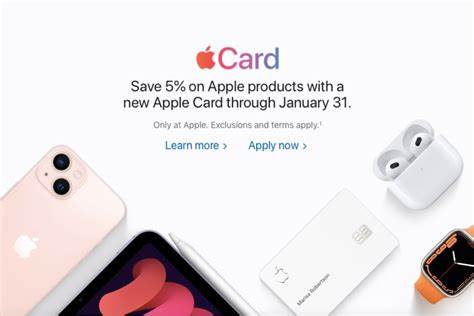 Card
Save 5% on Apple products with a
new Apple Card through January 31.
Only at Apple. Exclusions and terms apply.¹
Learn more >
Apply now >
Marisa Robertson